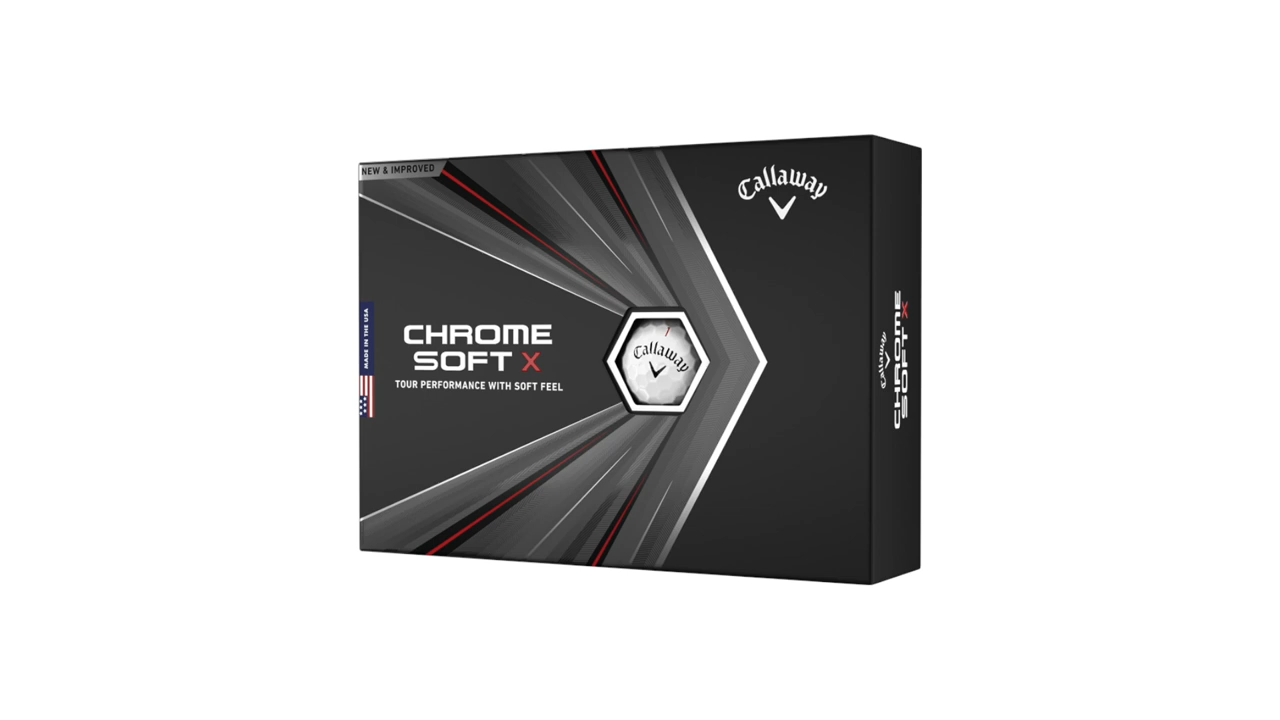 NEW & IMPROVED
Callaway
MADE IN THE USA
CHROME
SOFT X
TOUR PERFORMANCE WITH SOFT FEEL
Callaway
Callaway
CHROME
SOFT X